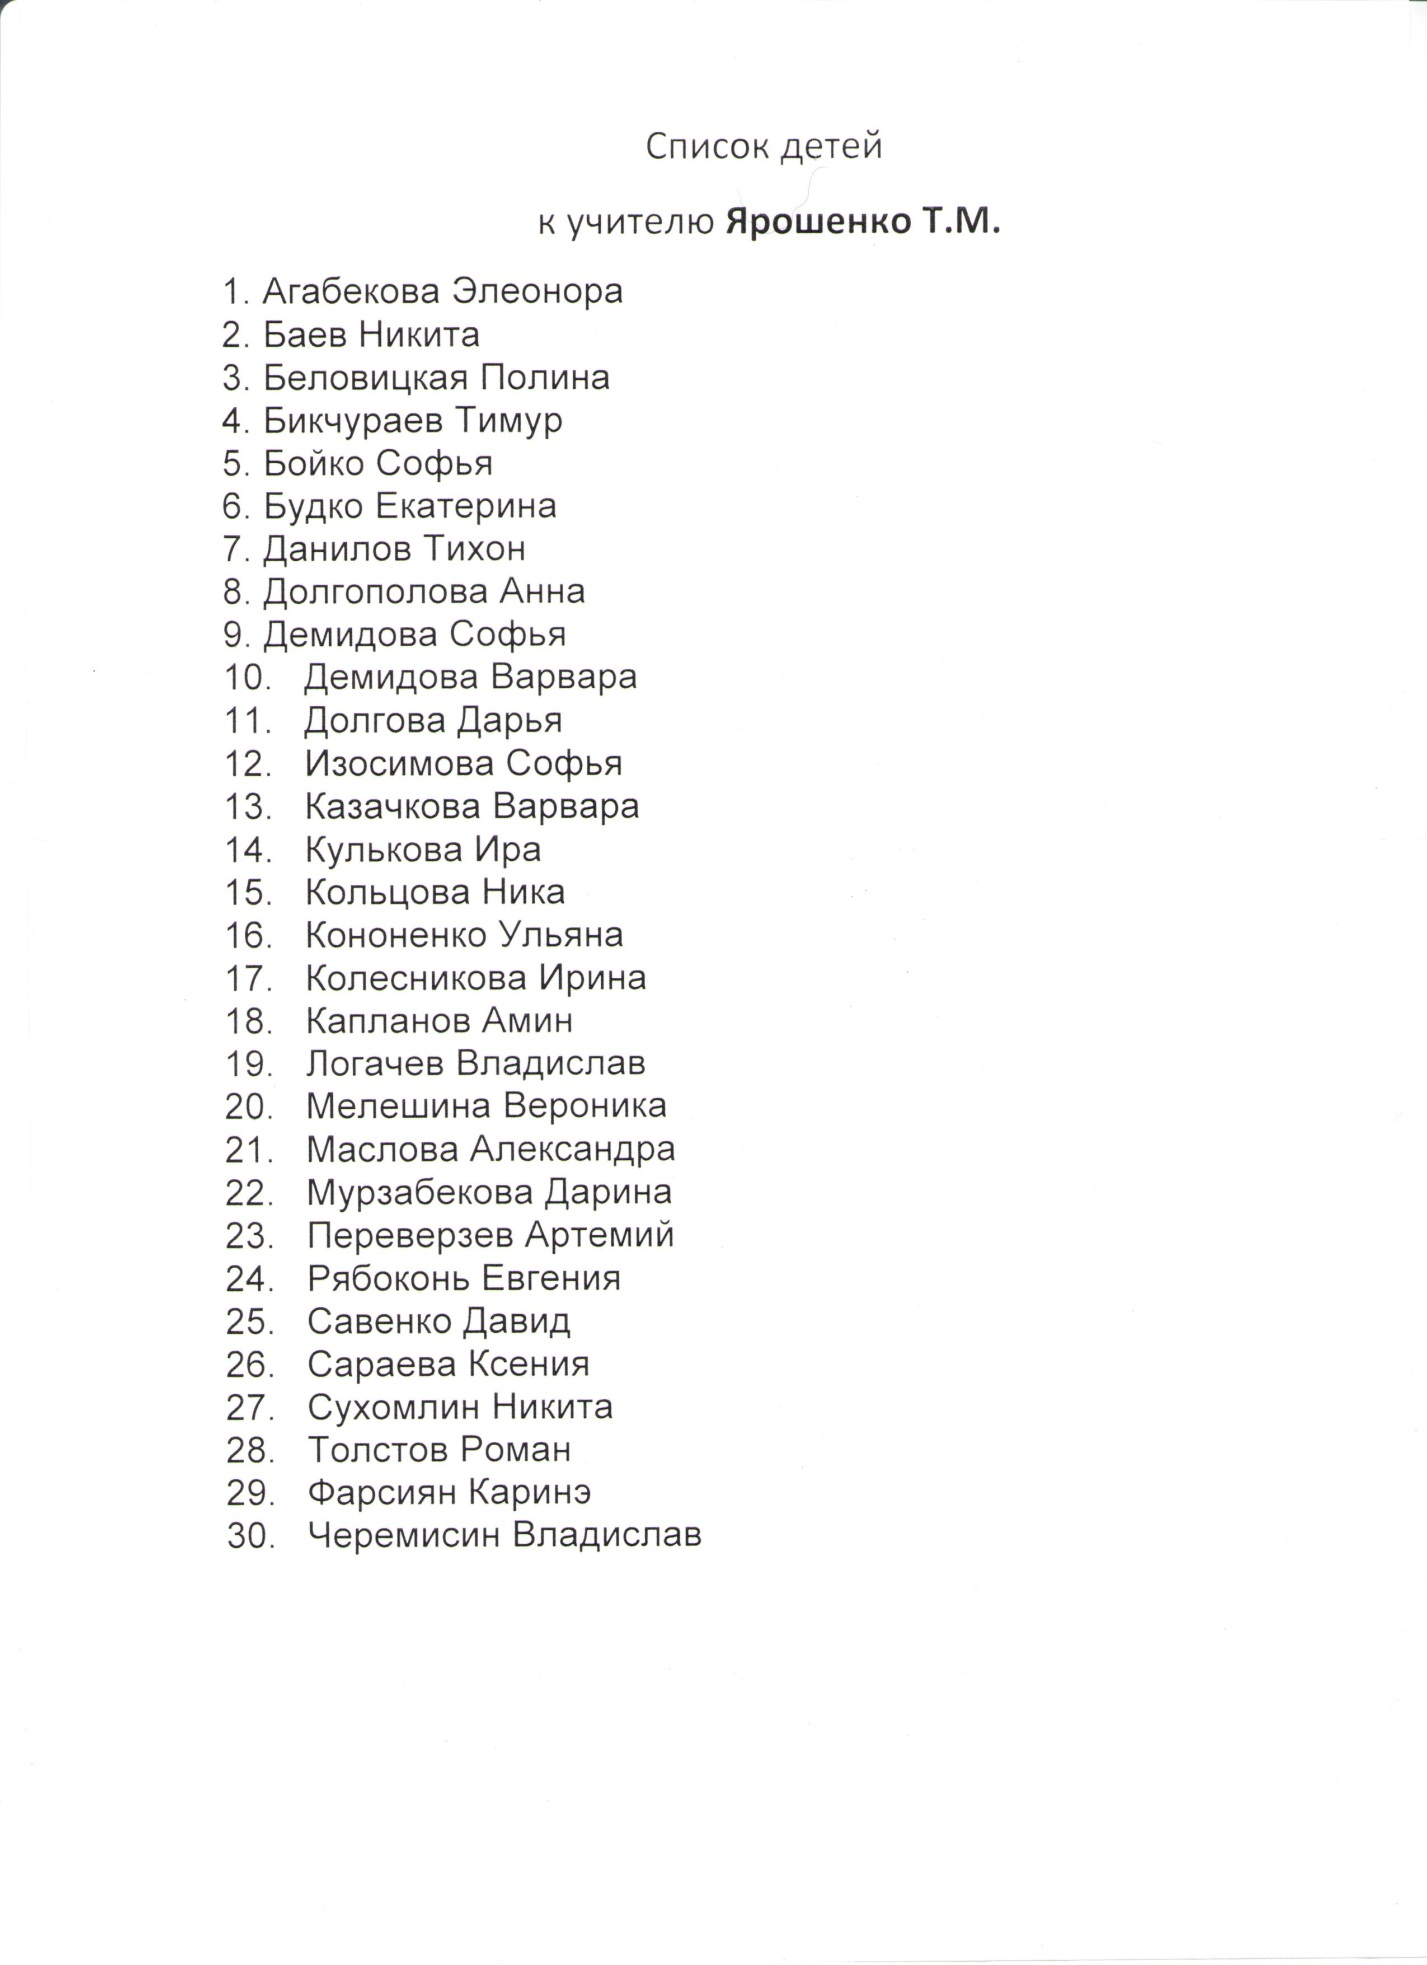 Список детей
к учителю Ярошенко Т.М.
1. Агабекова Элеонора
2. Баев Никита
3. Беловицкая Полина
4. Бикчураев Тимур
5. Бойко Софья
6. Будко Екатерина
7. Данилов Тихон
8. Долгополова Анна
9. Демидова Софья
10. Демидова Варвара
11. Долгова Дарья
12. Изосимова Софья
13. Казачкова Варвара
14. Кулькова Ира
15. Кольцова Ника
16. Кононенко Ульяна
17. Колесникова Ирина
18. Капланов Амин
19. Логачев Владислав
20. Мелешина Вероника
21. Маслова Александра
22. Мурзабекова Дарина
23. Переверзев Артемий
24. Рябоконь Евгения
25. Савенко Давид
26. Сараева Ксения
27. Сухомлин Никита
28. Толстов Роман
29. Фарсиян Каринэ
30. Черемисин Владислав